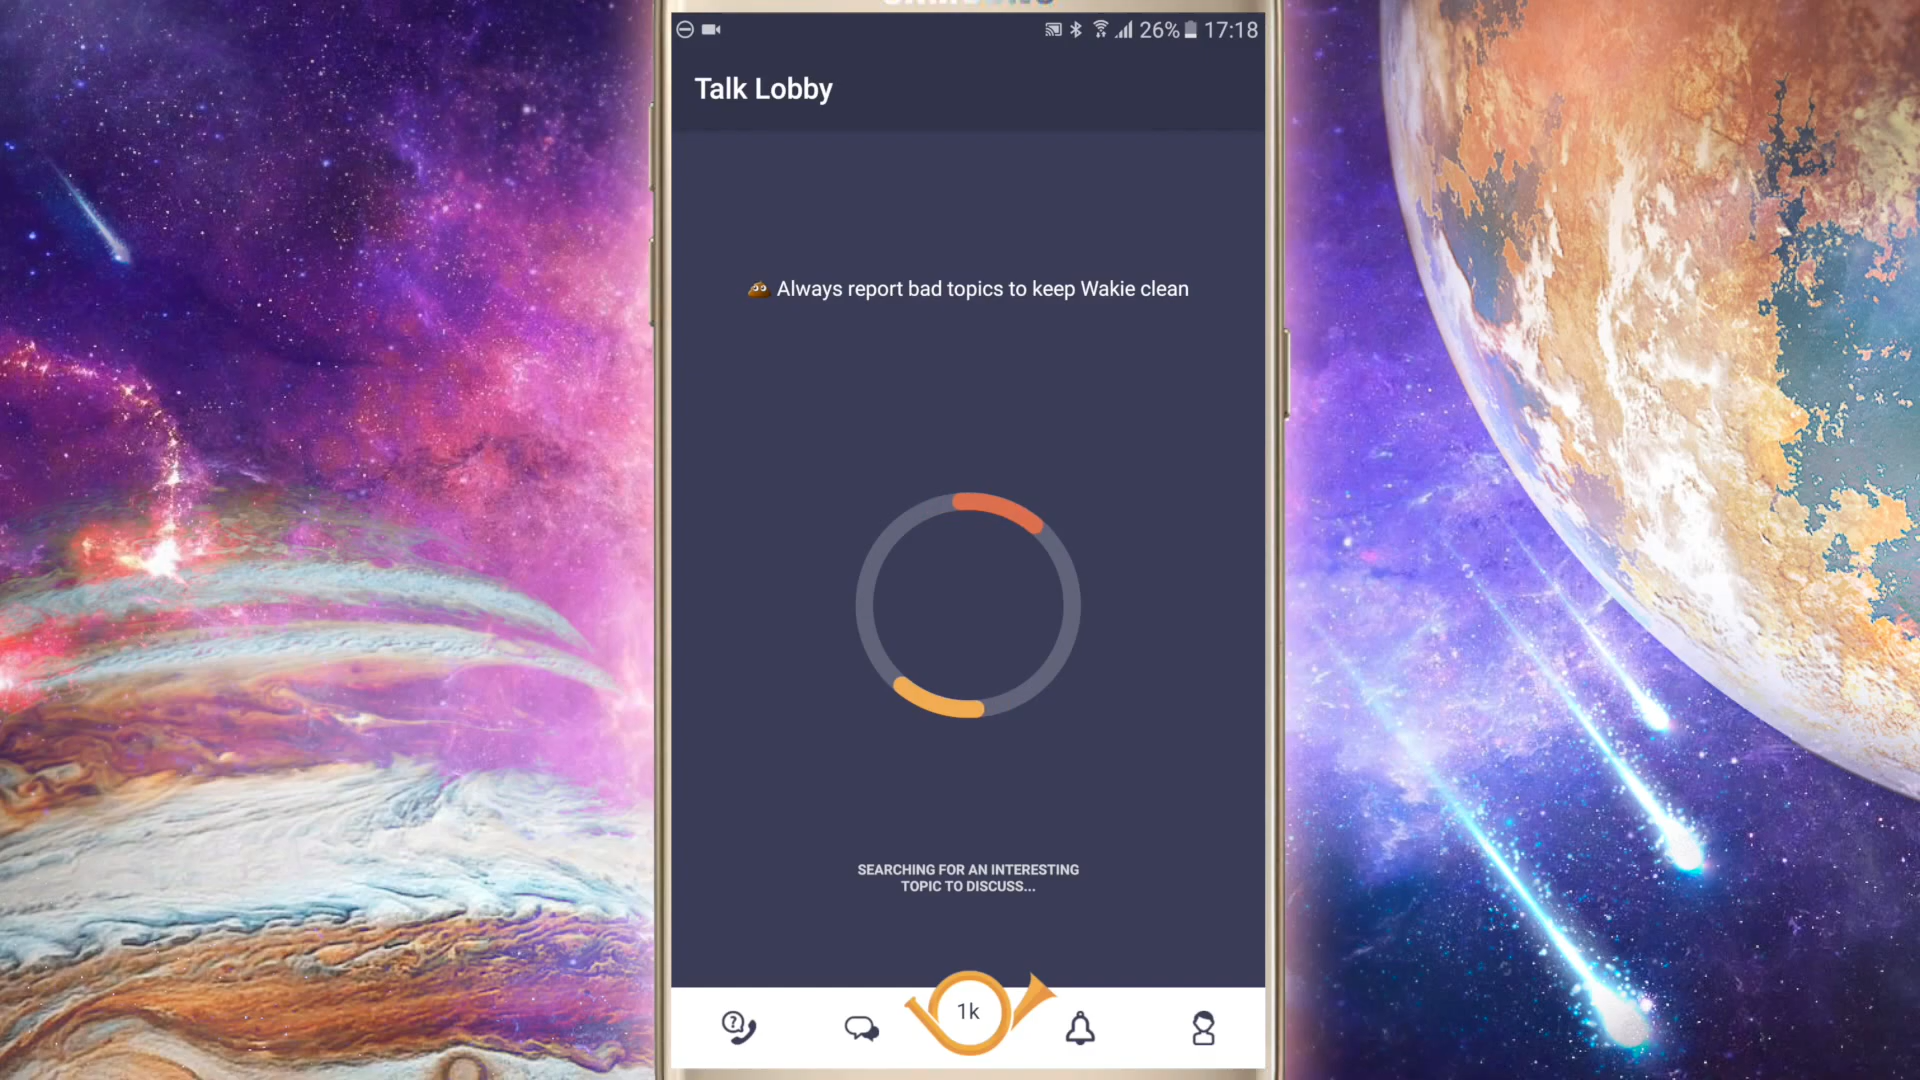 26% 17:18
Talk Lobby
Always report bad topics to keep Wakie clean
SEARCHING FOR AN INTERESTING
TOPIC TO DISCUSS...
? 1k